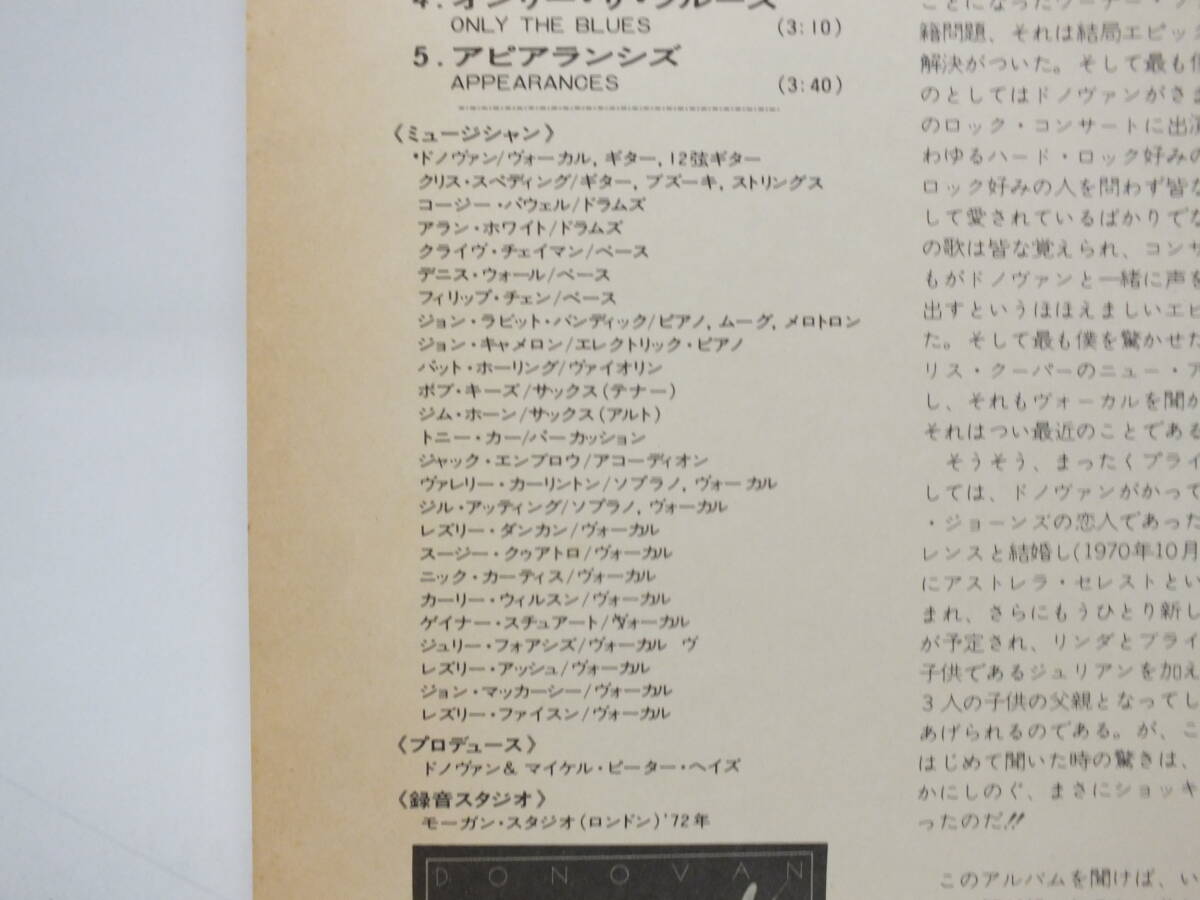 4. オンリー・ザ・ブルース
ONLY THE BLUES (3:10)
5. アピアランシズ
APPEARANCES (3:40)
〈ミュージシャン〉
・ドノヴァン/ヴォーカル, ギター, 12弦ギター
クリス・スペディング/ギター, ブズーキ, ストリングス
コージー・パウェル/ドラムズ
アラン・ホワイト/ドラムズ
クライヴ・チェイマン/ベース
デニス・ウォール/ベース
フィリップ・チェン/ベース
ジョン・ラビット・バンディック/ピアノ, ムーグ, メロトロン
ジョン・キャメロン/エレクトリック・ピアノ
パット・ホーリング/ヴァイオリン
ボブ・キーズ/サックス(テナー)
ジム・ホーン/サックス(アルト)
トニー・カー/パーカッション
ジャック・エンブロウ/アコーディオン
ヴァレリー・カーリントン/ソプラノ, ヴォーカル
ジル・アッティング/ソプラノ, ヴォーカル
レズリー・ダンカン/ヴォーカル
スージー・クゥアトロ/ヴォーカル
ニック・カーティス/ヴォーカル
カーリー・ウィルスン/ヴォーカル
ゲイナー・スチュアート/ヴォーカル
ジュリー・フォアシズ/ヴォーカル ヴ
レズリー・アッシュ/ヴォーカル
ジョン・マッカーシー/ヴォーカル
レズリー・ファイスン/ヴォーカル
〈プロデュース〉
ドノヴァン& マイケル・ピーター・ヘイズ
〈録音スタジオ〉
モーガン・スタジオ(ロンドン)'72年
DONOVAN
ことになったワーナー・
籍問題、それは結局エピッ
解決がついた。そして最も
のとしてはドノヴァンがさま
のロック・コンサートに出演
わゆるハード・ロック好みの
ロック好みの人を問わず皆な
して愛されているばかりでな
の歌は皆な覚えられ、コンサ
もがドノヴァンと一緒に声を
出すというほほえましいエピ
た。そして最も僕を驚かせた
リス・クーパーのニュー・ア
し、それもヴォーカルを聞か
それはつい最近のことである
そうそう、まったくプライ
しては、ドノヴァンがかって
・ジョーンズの恋人であった
レンスと結婚し(1970年10月
にアストレラ・セレストとい
まれ、さらにもうひとり新し
が予定され、リンダとブライ
子供であるジュリアンを加え
3人の子供の父親となってし
あげられるのである。が、こ
はじめて聞いた時の驚きは、
かにしのぐ、まさにショッキ
ったのだ!!
このアルバムを聞けば、い